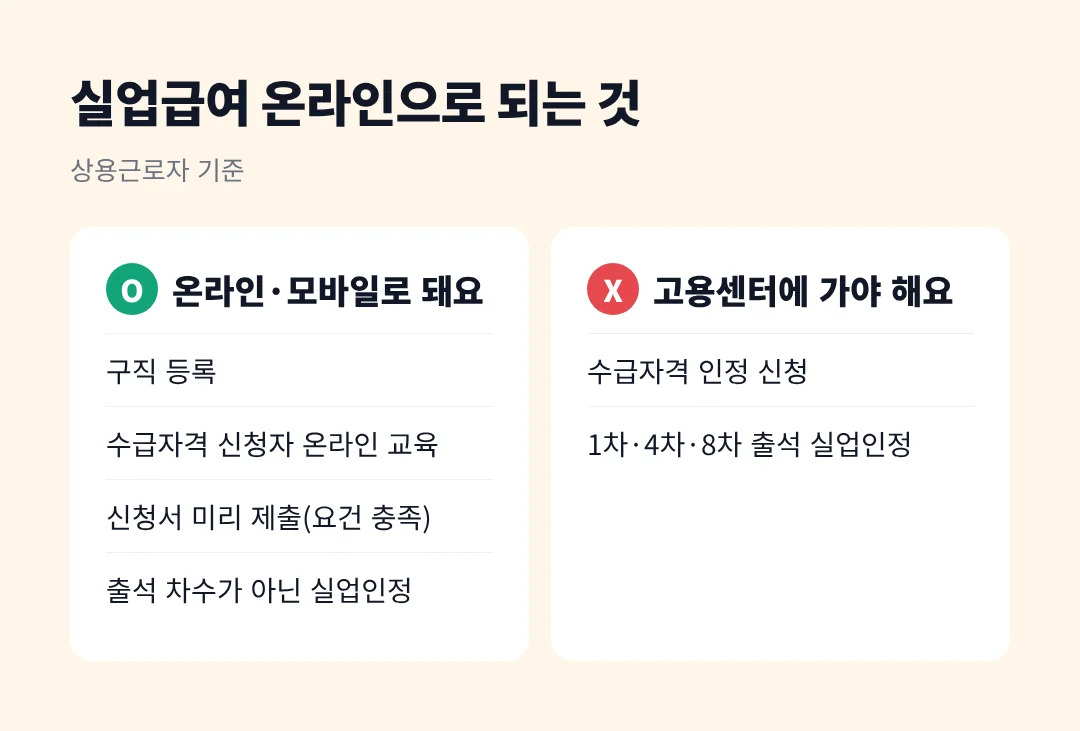 실업급여 온라인으로 되는 것
상용근로자 기준
O 온라인·모바일로 돼요
구직 등록
수급자격 신청자 온라인 교육
신청서 미리 제출(요건 충족)
출석 차수가 아닌 실업인정
X 고용센터에 가야 해요
수급자격 인정 신청
1차·4차·8차 출석 실업인정